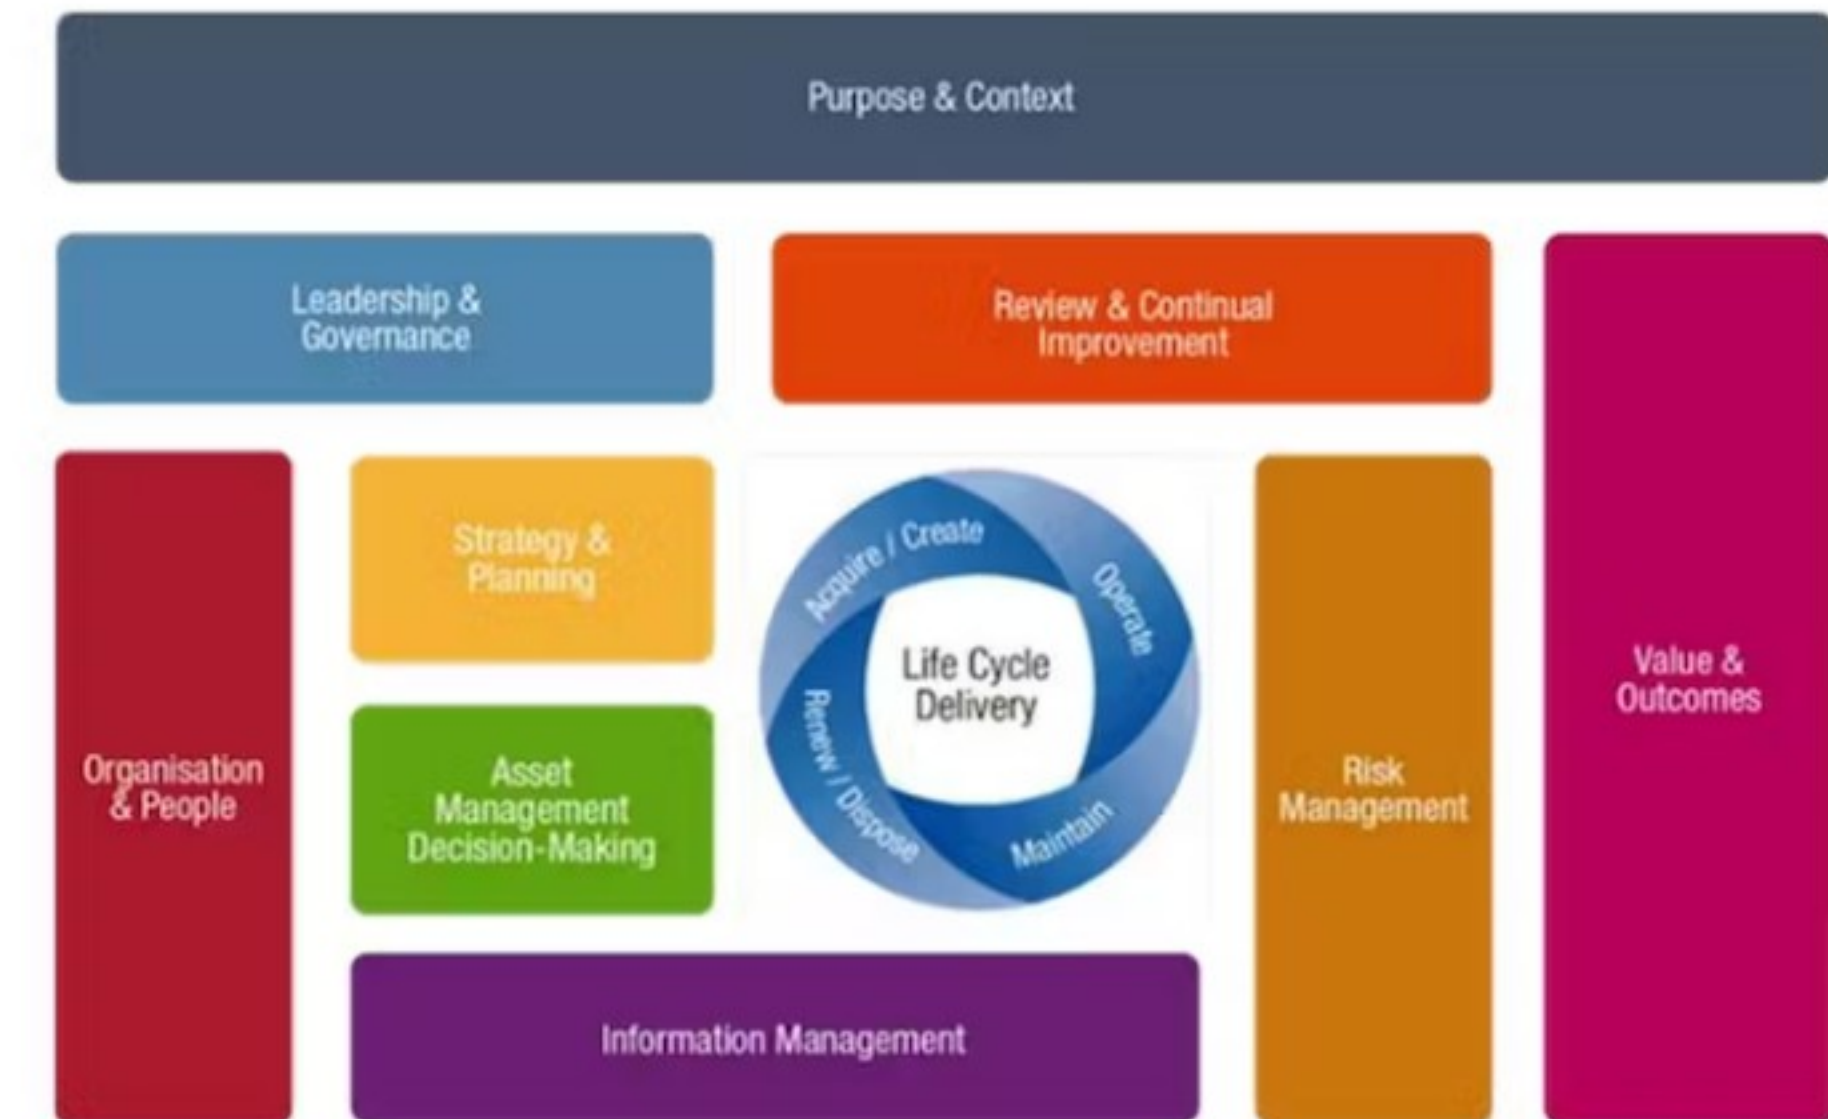 Purpose & Context
Leadership &
Governance
Review & Continual
Improvement
Organisation
& People
Strategy &
Planning
Asset
Management
Decision-Making
Acquire / Create
Operate
Maintain
Renew / Dispose
Life Cycle
Delivery
Risk
Management
Value &
Outcomes
Information Management